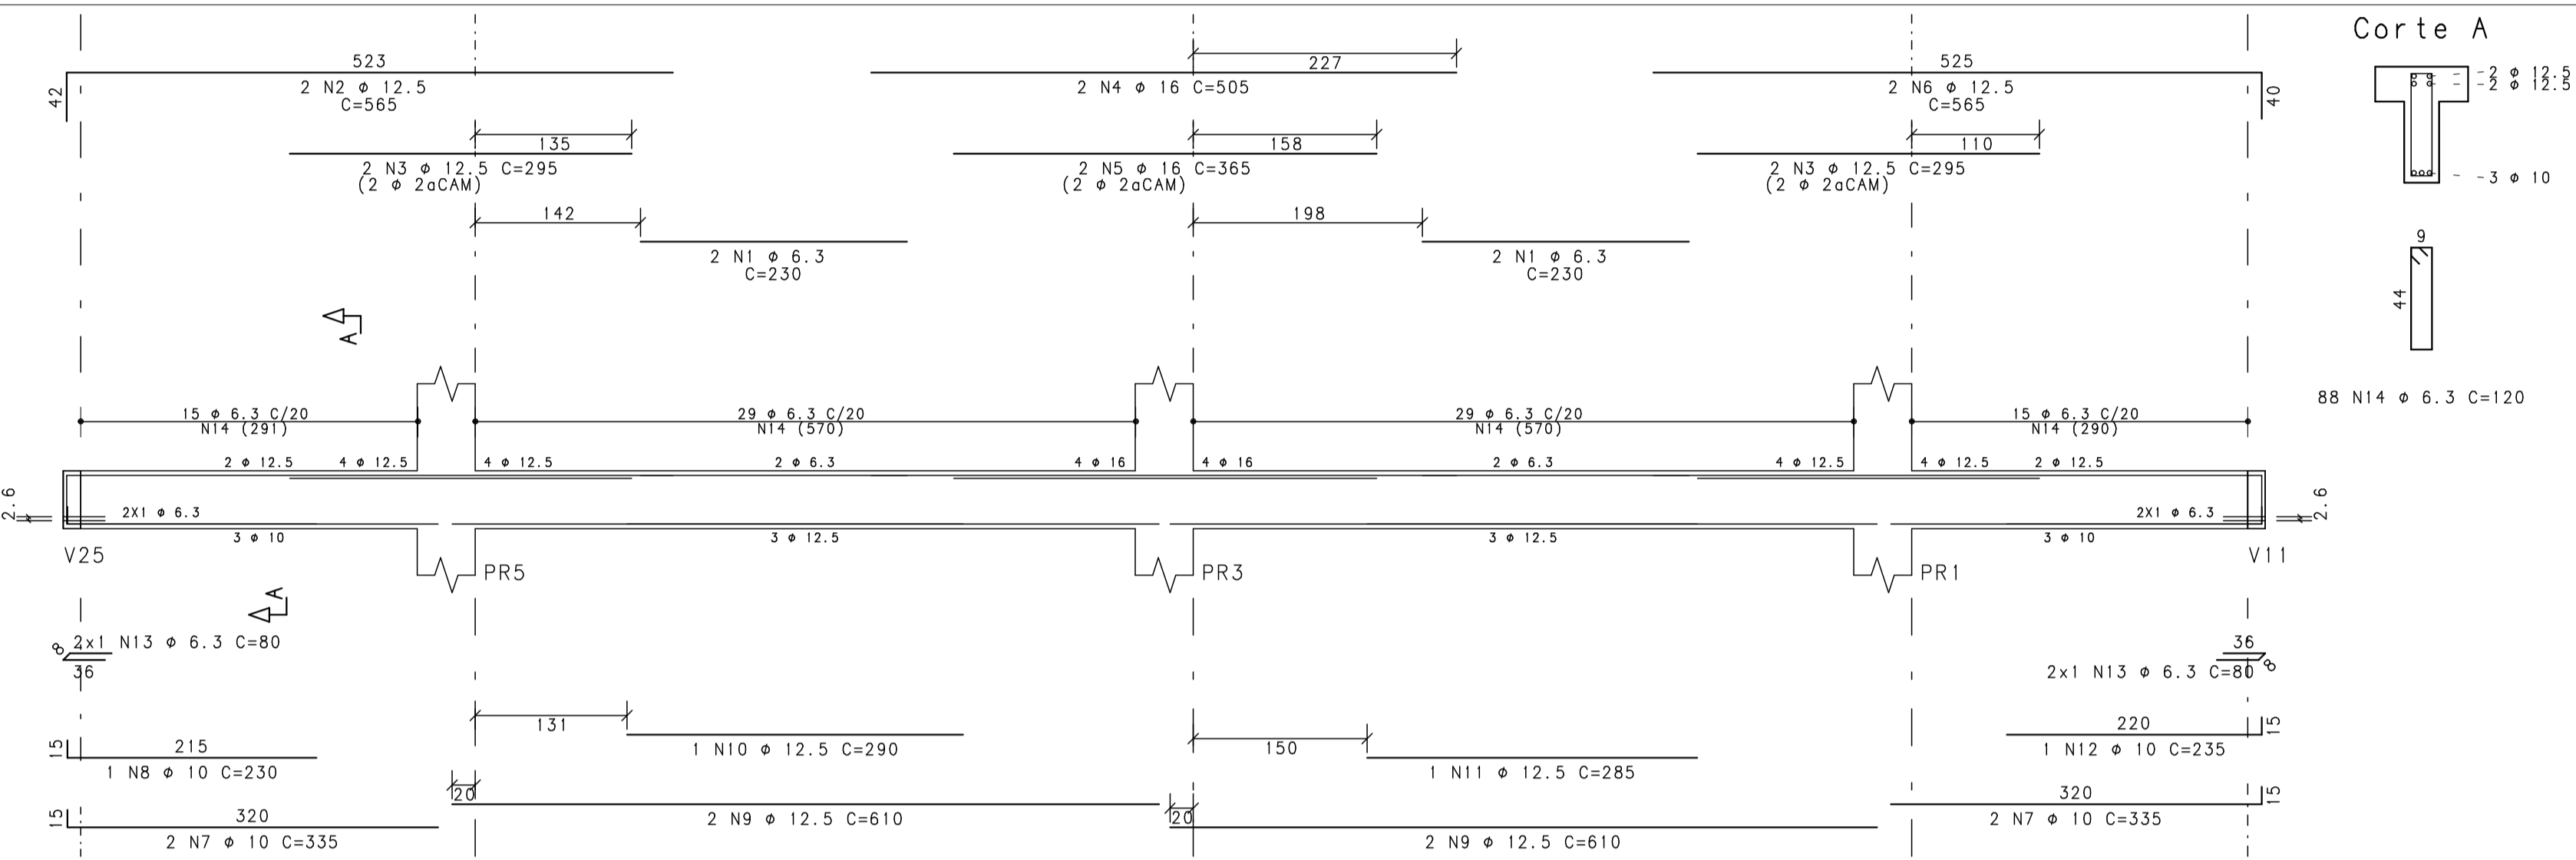 Corte A
523
227
525
42
2 N2 ø 12.5
C=565
2 N4 ø 16 C=505
2 N6 ø 12.5
C=565
40
-2 ø 12.5
-2 ø 12.5
135
158
110
2 N3 ø 12.5 C=295
(2 ø 2aCAM)
2 N5 ø 16 C=365
(2 ø 2aCAM)
2 N3 ø 12.5 C=295
(2 ø 2aCAM)
-3 ø 10
142
198
2 N1 ø 6.3
C=230
2 N1 ø 6.3
C=230
9
44
A
88 N14 ø 6.3 C=120
15 ø 6.3 C/20
N14 (291)
29 ø 6.3 C/20
N14 (570)
29 ø 6.3 C/20
N14 (570)
15 ø 6.3 C/20
N14 (290)
2 ø 12.5
4 ø 12.5
4 ø 12.5
2 ø 6.3
4 ø 16
4 ø 16
2 ø 6.3
4 ø 12.5
4 ø 12.5
2 ø 12.5
2.6
2X1 ø 6.3
2X1 ø 6.3
2.6
3 ø 10
3 ø 12.5
3 ø 12.5
3 ø 10
V25
PR5
PR3
PR1
V11
A
2x1 N13 ø 6.3 C=80
8
36
36
8
2x1 N13 ø 6.3 C=80
131
150
15
215
1 N8 ø 10 C=230
1 N10 ø 12.5 C=290
1 N11 ø 12.5 C=285
220
15
1 N12 ø 10 C=235
20
20
15
320
2 N7 ø 10 C=335
2 N9 ø 12.5 C=610
2 N9 ø 12.5 C=610
320
15
2 N7 ø 10 C=335